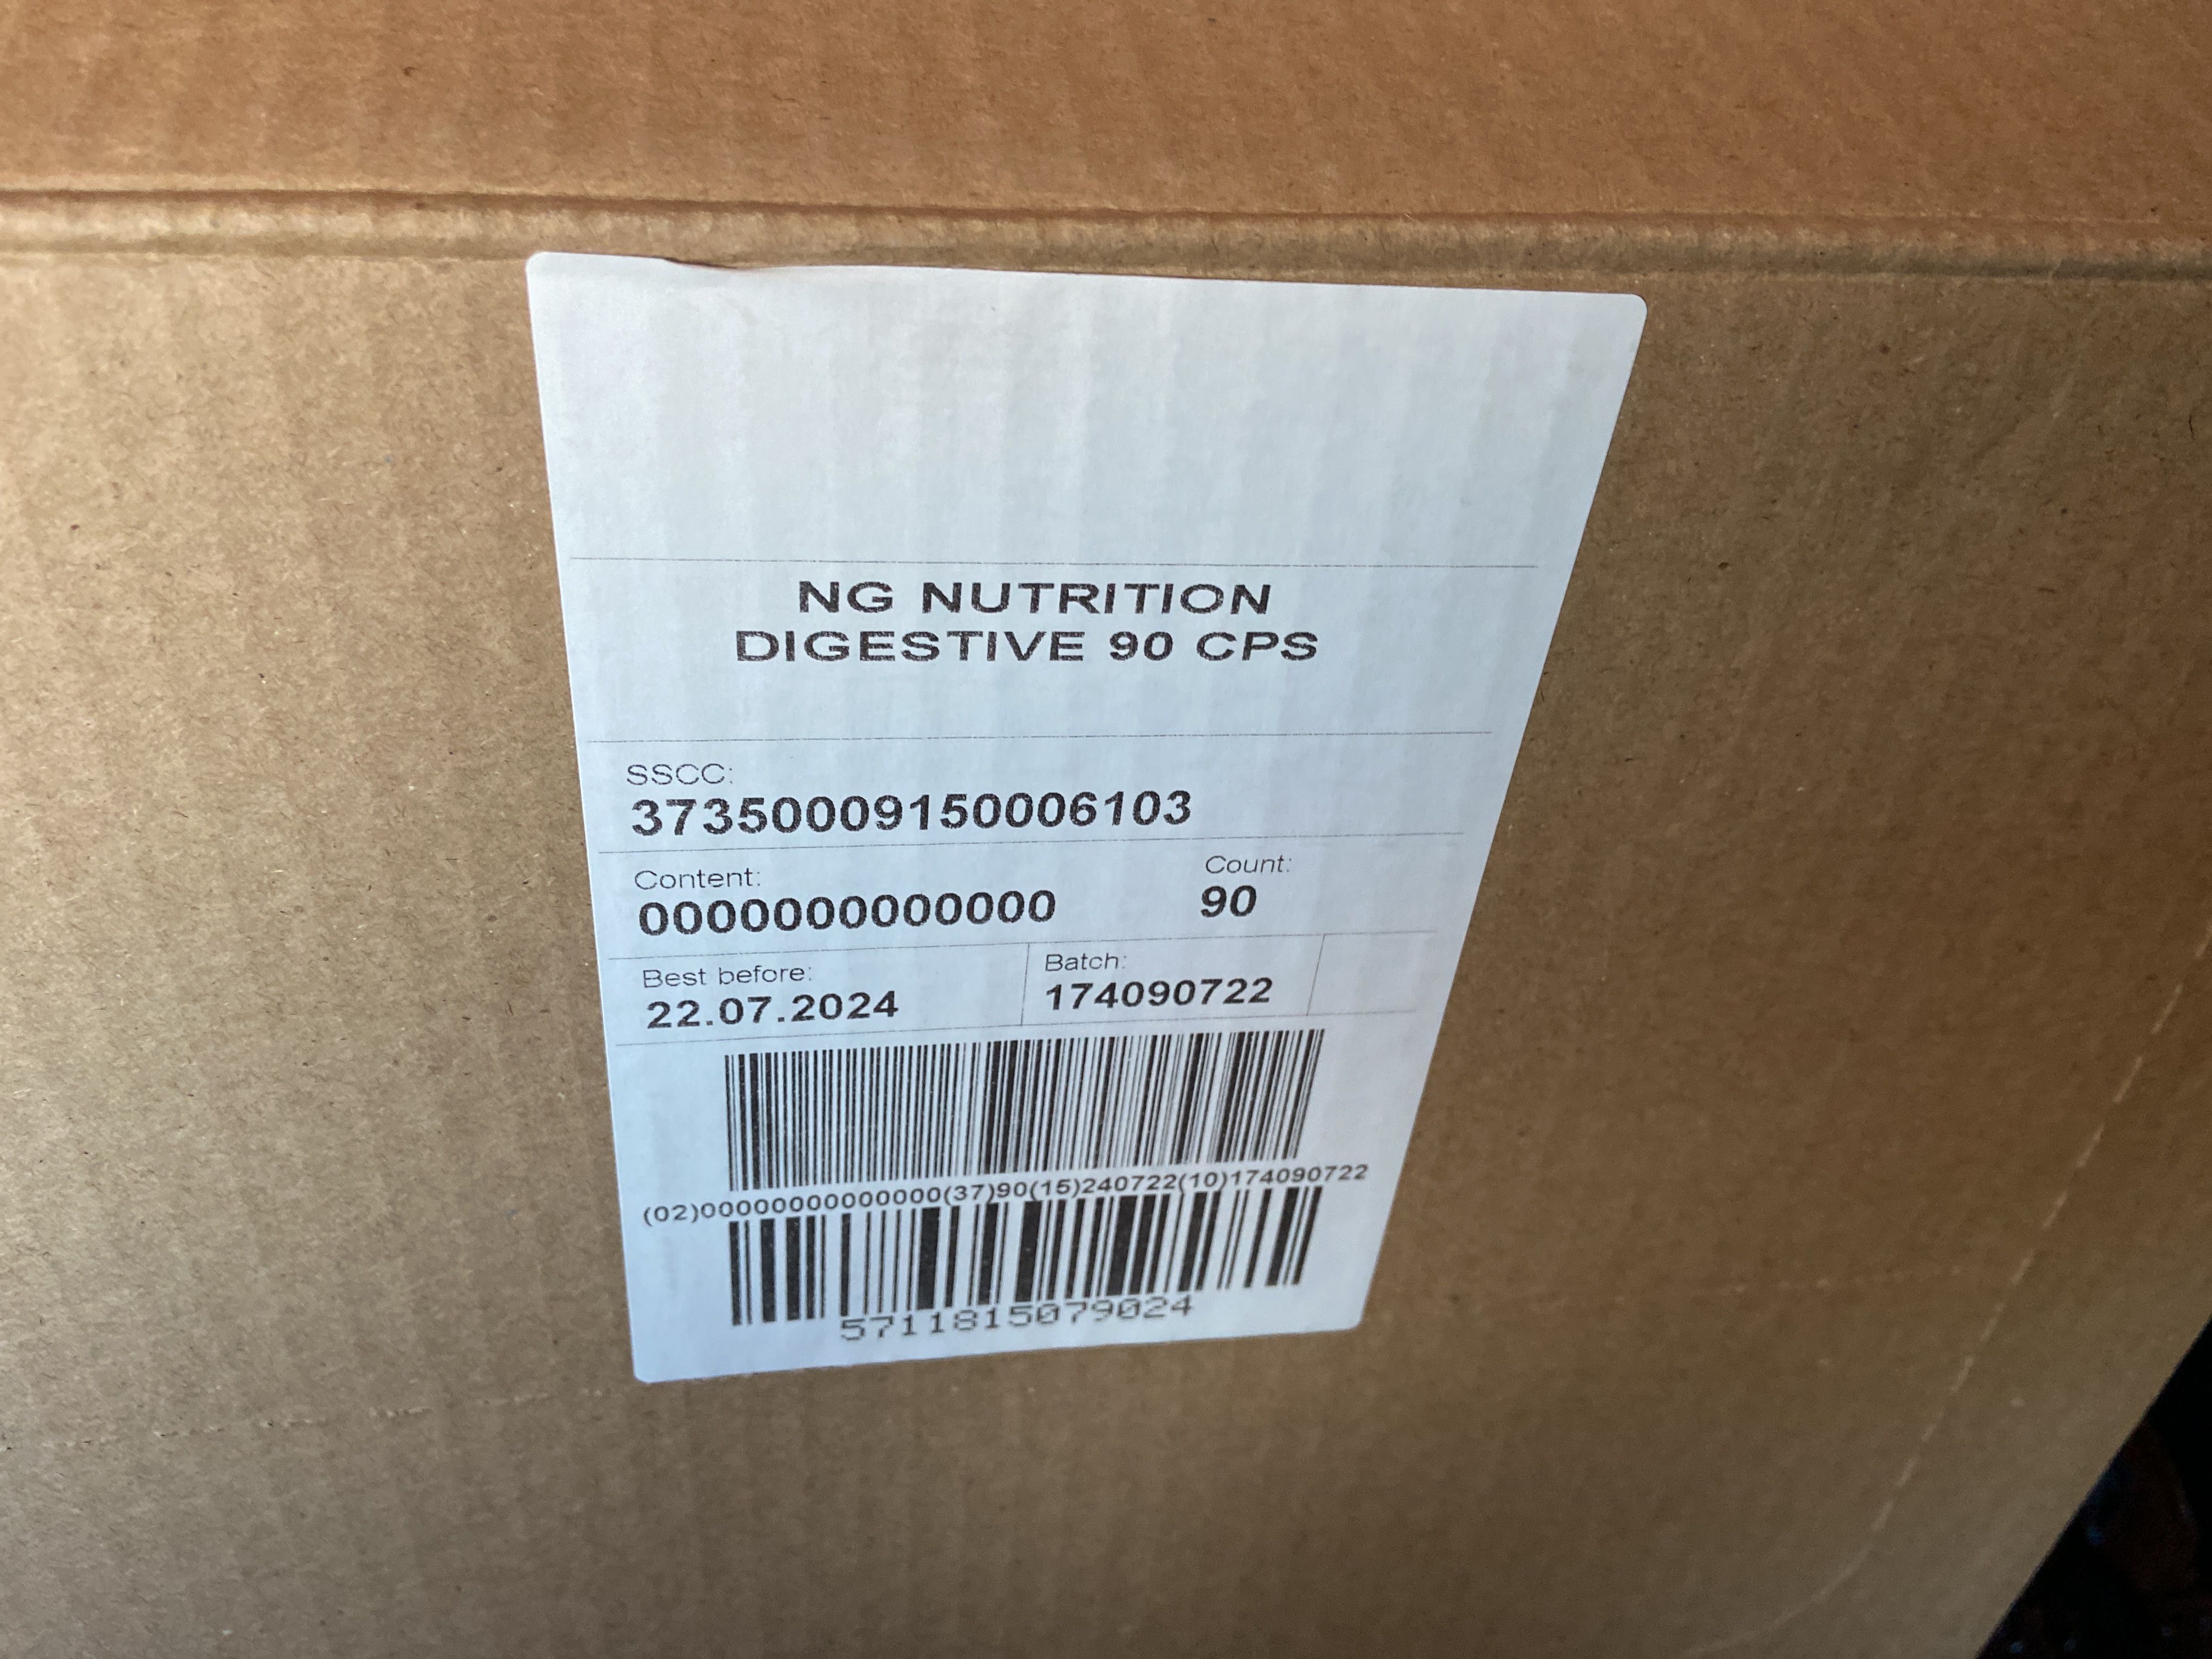 NG NUTRITION
DIGESTIVE 90 CPS
SSCC:
373500091500006103
Content: Count:
0000000000000 90
Best before: Batch:
22.07.2024 174090722
(02)00000000000000(37)90(15)240722(10)174090722
5711815079024